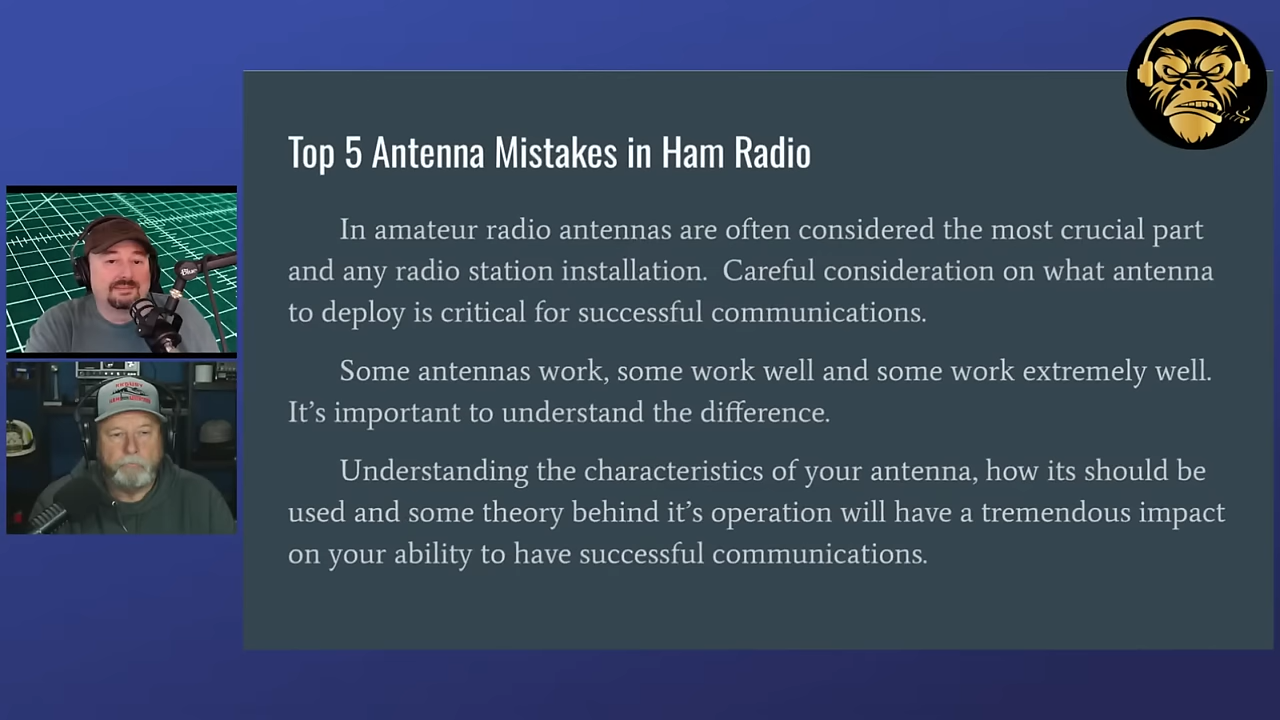 Top 5 Antenna Mistakes in Ham Radio
In amateur radio antennas are often considered the most crucial part
and any radio station installation.  Careful consideration on what antenna
to deploy is critical for successful communications.
Some antennas work, some work well and some work extremely well.
It’s important to understand the difference.
Understanding the characteristics of your antenna, how its should be
used and some theory behind it’s operation will have a tremendous impact
on your ability to have successful communications.
Blue